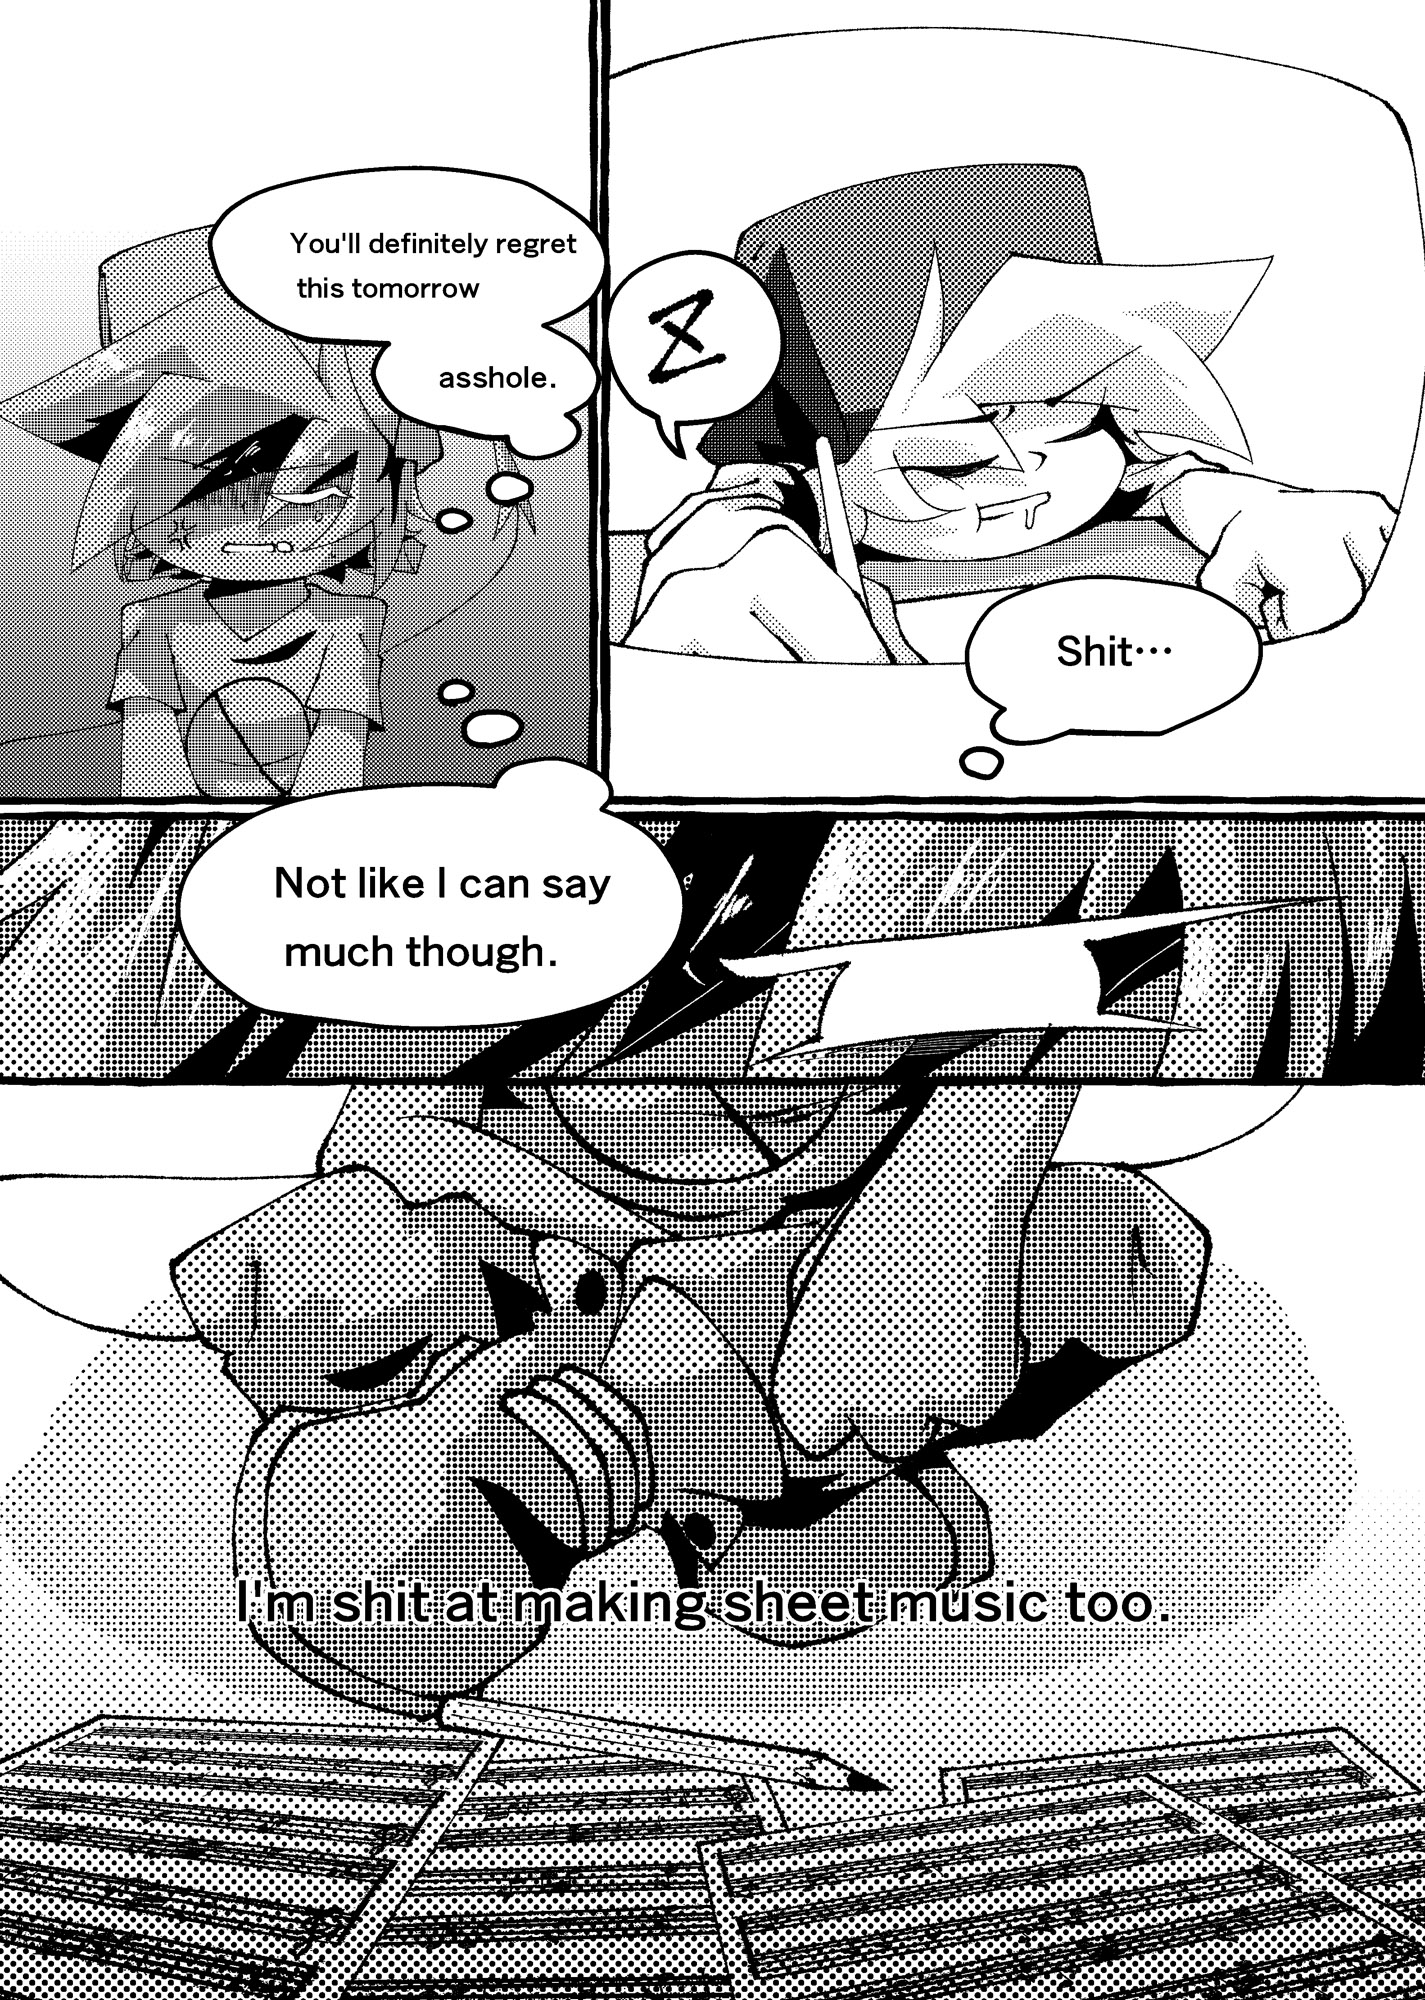 You'll definitely regret
this tomorrow
asshole.
Z
Shit…
Not like I can say
much though.
I'm shit at making sheet music too.